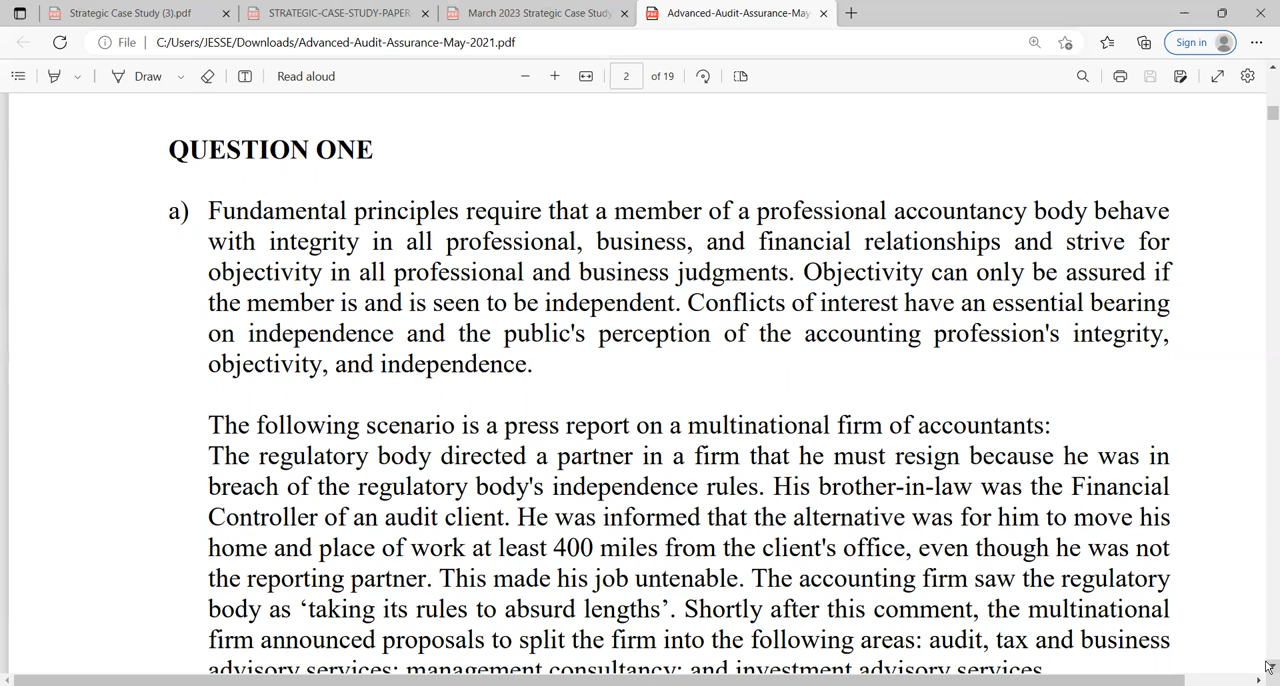 Strategic Case Study (3).pdf
STRATEGIC-CASE-STUDY-PAPER
March 2023 Strategic Case Study
Advanced-Audit-Assurance-May
File
C:/Users/JESSE/Downloads/Advanced-Audit-Assurance-May-2021.pdf
Sign in
Draw
Read aloud
2
of 19
QUESTION ONE
a) Fundamental principles require that a member of a professional accountancy body behave
with integrity in all professional, business, and financial relationships and strive for
objectivity in all professional and business judgments. Objectivity can only be assured if
the member is and is seen to be independent. Conflicts of interest have an essential bearing
on independence and the public's perception of the accounting profession's integrity,
objectivity, and independence.
The following scenario is a press report on a multinational firm of accountants:
The regulatory body directed a partner in a firm that he must resign because he was in
breach of the regulatory body's independence rules. His brother-in-law was the Financial
Controller of an audit client. He was informed that the alternative was for him to move his
home and place of work at least 400 miles from the client's office, even though he was not
the reporting partner. This made his job untenable. The accounting firm saw the regulatory
body as ‘taking its rules to absurd lengths’. Shortly after this comment, the multinational
firm announced proposals to split the firm into the following areas: audit, tax and business
advisory services; management consultancy; and investment advisory services.